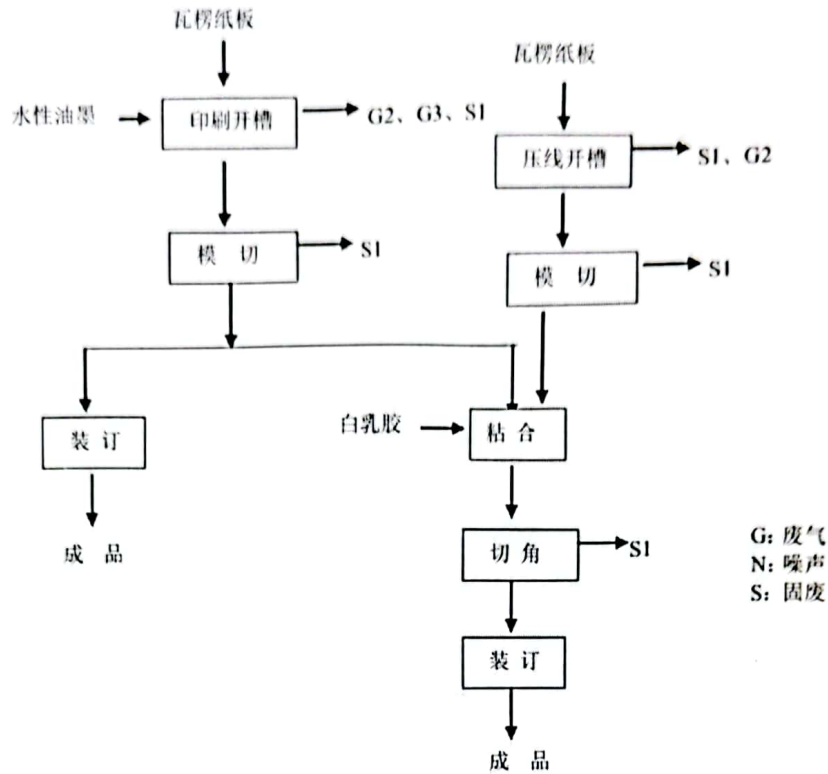 瓦楞纸板
瓦楞纸板
水性油墨
印刷开槽
G2、G3、S1
压线开槽
S1、G2
模 切
S1
模 切
S1
装 订
白乳胶
粘 合
成 品
切 角
S1
G: 废气
N: 噪声
S: 固废
装 订
成 品